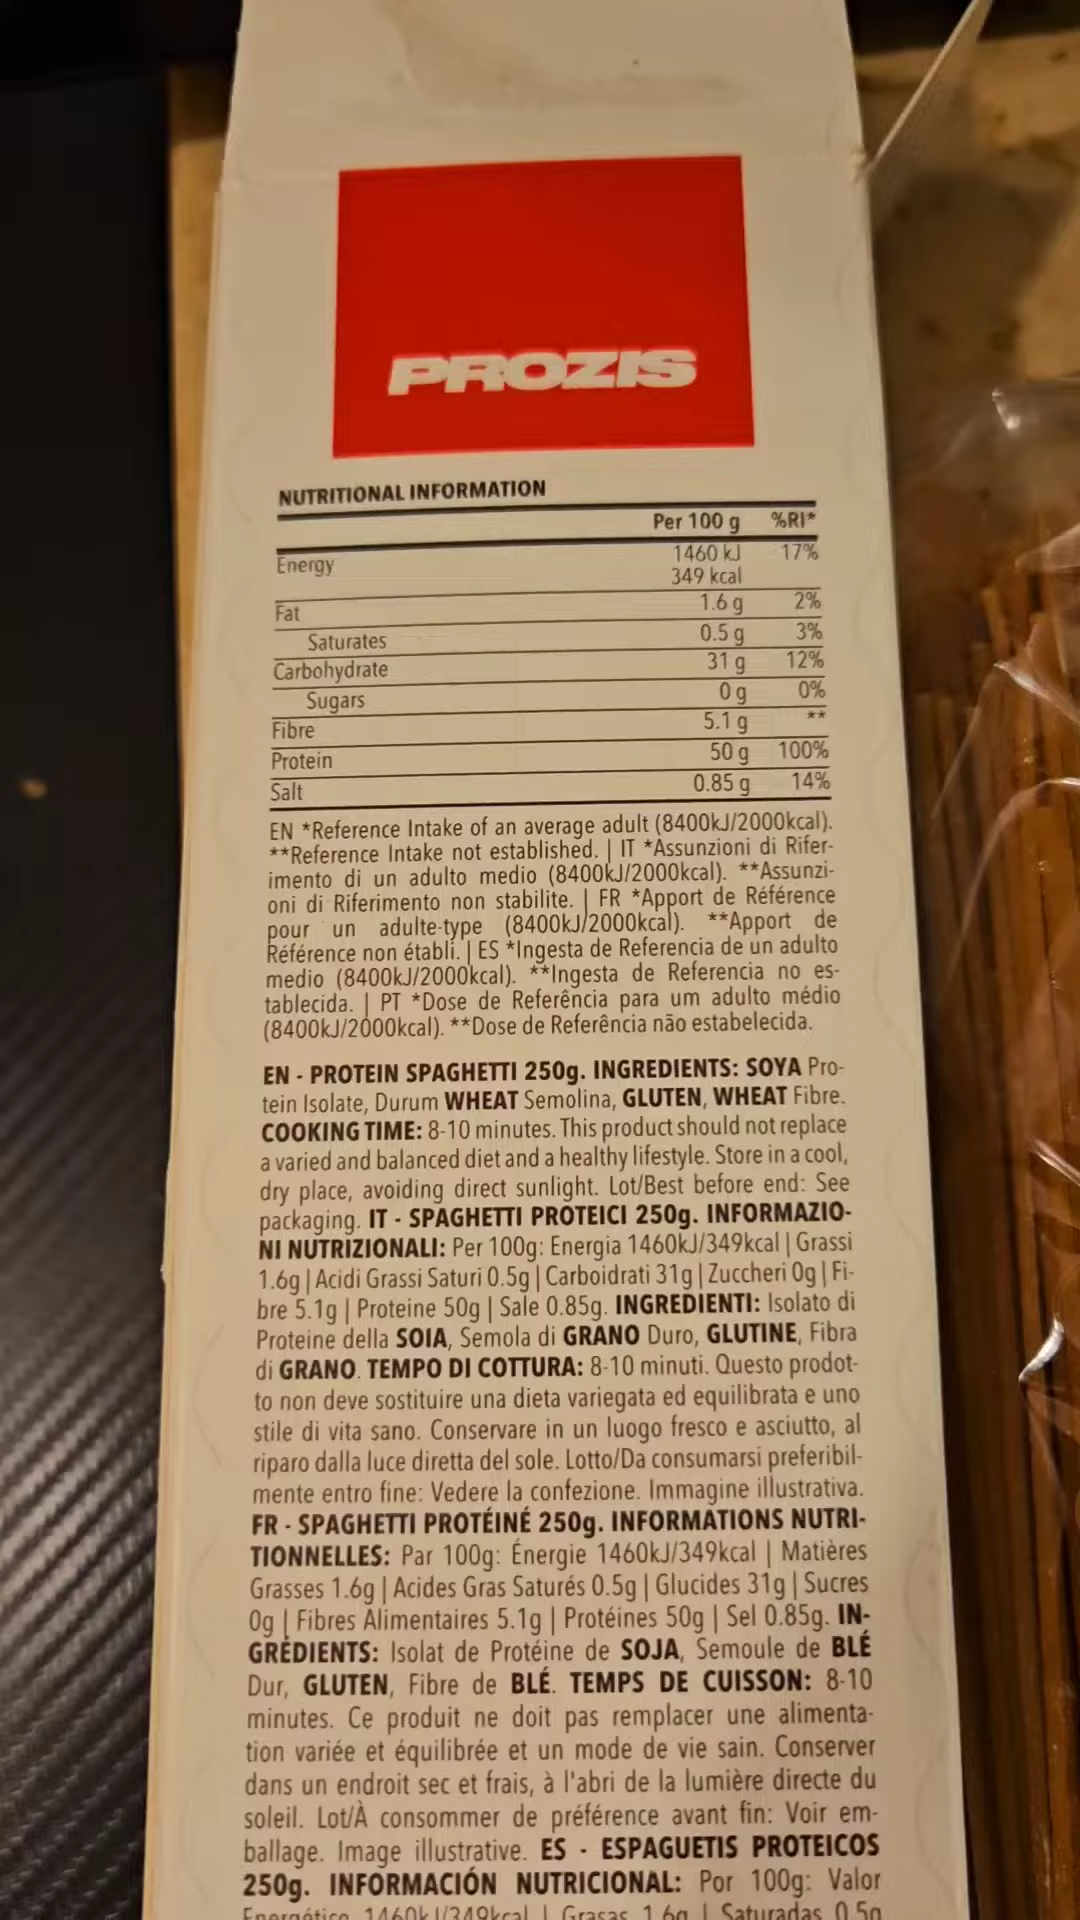 PROZIS
NUTRITIONAL INFORMATION
Per 100 g %RI*
Energy 1460 kJ 17%
349 kcal
Fat 1.6 g 2%
Saturates 0.5 g 3%
Carbohydrate 31 g 12%
Sugars 0 g 0%
Fibre 5.1 g **
Protein 50 g 100%
Salt 0.85 g 14%
EN *Reference Intake of an average adult (8400kJ/2000kcal).
**Reference Intake not established. | IT *Assunzioni di Rifer-
imento di un adulto medio (8400kJ/2000kcal). **Assunzi-
oni di Riferimento non stabilite. | FR *Apport de Référence
pour un adulte-type (8400kJ/2000kcal). **Apport de
Référence non établi. | ES *Ingesta de Referencia de un adulto
medio (8400kJ/2000kcal). **Ingesta de Referencia no es-
tablecida. | PT *Dose de Referência para um adulto médio
(8400kJ/2000kcal). **Dose de Referência não estabelecida.
EN - PROTEIN SPAGHETTI 250g. INGREDIENTS: SOYA Pro-
tein Isolate, Durum WHEAT Semolina, GLUTEN, WHEAT Fibre.
COOKING TIME: 8-10 minutes. This product should not replace
a varied and balanced diet and a healthy lifestyle. Store in a cool,
dry place, avoiding direct sunlight. Lot/Best before end: See
packaging. IT - SPAGHETTI PROTEICI 250g. INFORMAZIO-
NI NUTRIZIONALI: Per 100g: Energia 1460kJ/349kcal | Grassi
1.6g | Acidi Grassi Saturi 0.5g | Carboidrati 31g | Zuccheri 0g | Fi-
bre 5.1g | Proteine 50g | Sale 0.85g. INGREDIENTI: Isolato di
Proteine della SOIA, Semola di GRANO Duro, GLUTINE, Fibra
di GRANO. TEMPO DI COTTURA: 8-10 minuti. Questo prodot-
to non deve sostituire una dieta variegata ed equilibrata e uno
stile di vita sano. Conservare in un luogo fresco e asciutto, al
riparo dalla luce diretta del sole. Lotto/Da consumarsi preferibil-
mente entro fine: Vedere la confezione. Immagine illustrativa.
FR - SPAGHETTI PROTÉINÉ 250g. INFORMATIONS NUTRI-
TIONNELLES: Par 100g: Énergie 1460kJ/349kcal | Matières
Grasses 1.6g | Acides Gras Saturés 0.5g | Glucides 31g | Sucres
0g | Fibres Alimentaires 5.1g | Protéines 50g | Sel 0.85g. IN-
GRÉDIENTS: Isolat de Protéine de SOJA, Semoule de BLÉ
Dur, GLUTEN, Fibre de BLÉ. TEMPS DE CUISSON: 8-10
minutes. Ce produit ne doit pas remplacer une alimenta-
tion variée et équilibrée et un mode de vie sain. Conserver
dans un endroit sec et frais, à l'abri de la lumière directe du
soleil. Lot/À consommer de préférence avant fin: Voir em-
ballage. Image illustrative. ES - ESPAGUETIS PROTEICOS
250g. INFORMACIÓN NUTRICIONAL: Por 100g: Valor
Energético 1460kJ/349kcal | Grasas 1.6g | Saturadas 0.5g